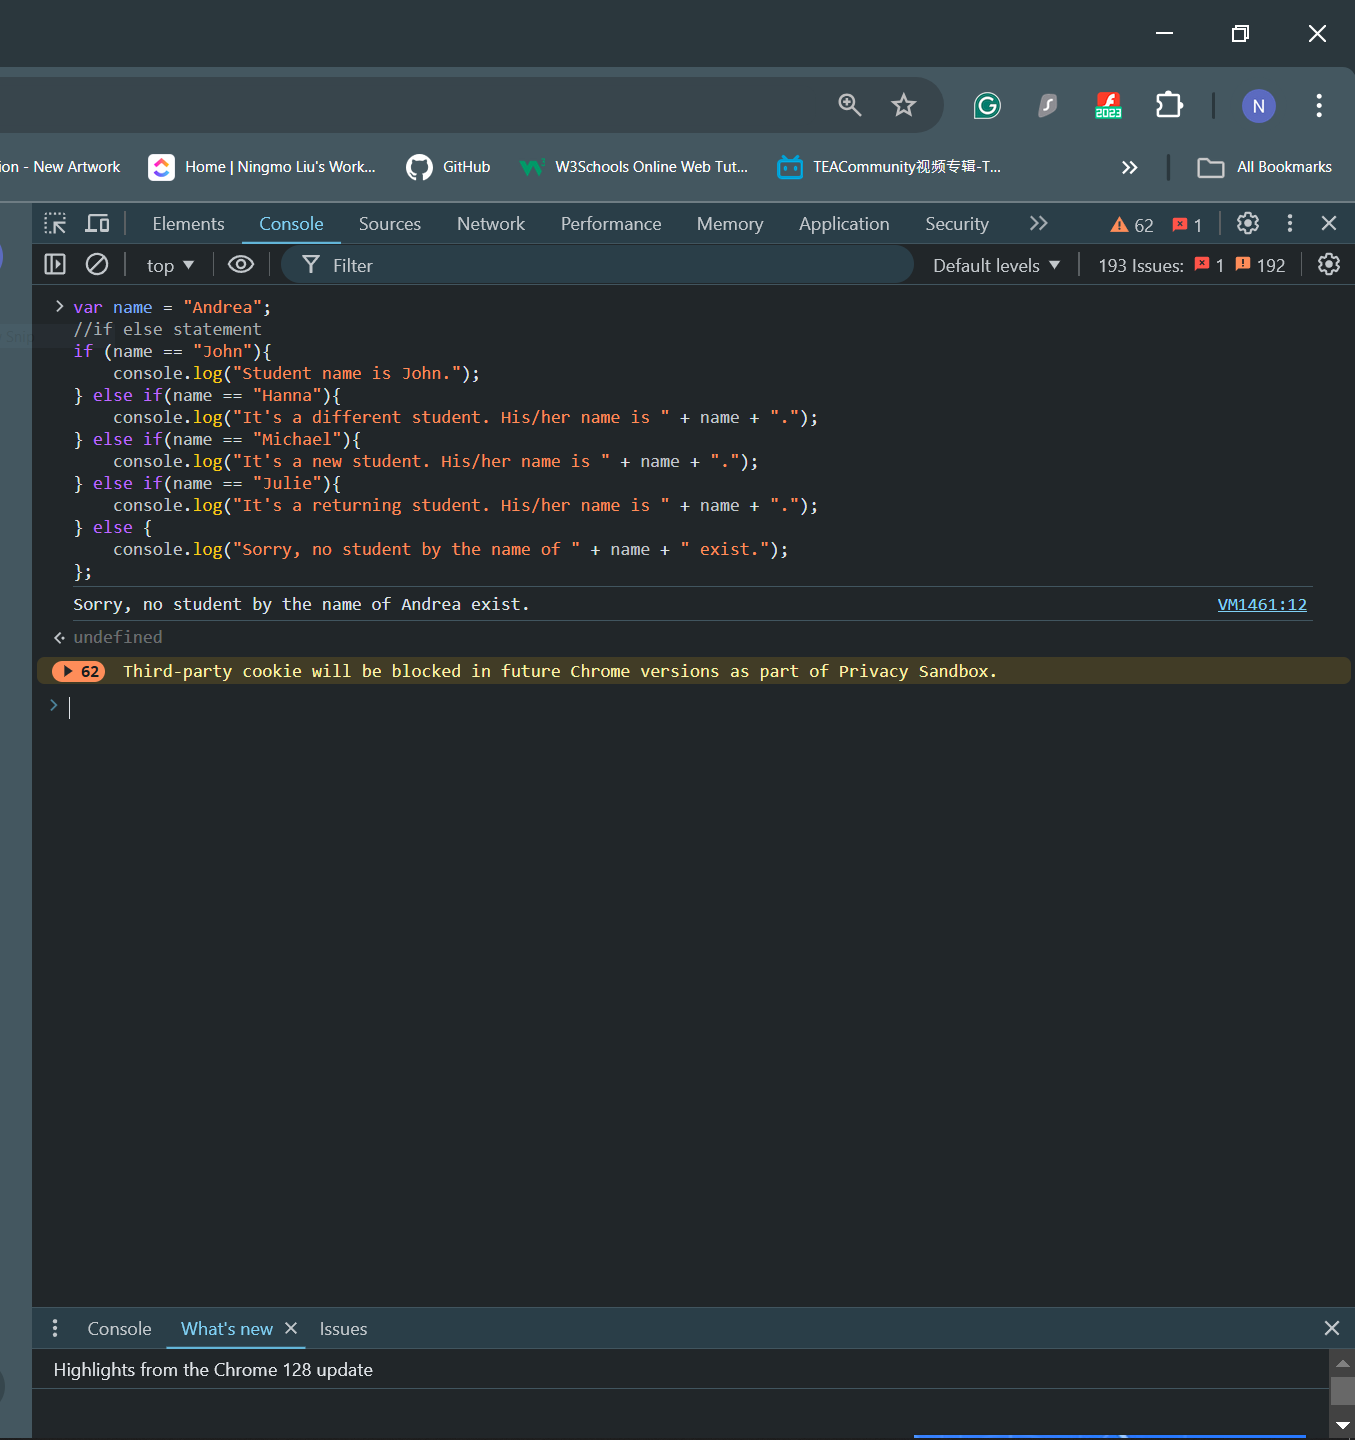 2023
N
ion - New Artwork
Home | Ningmo Liu's Work...
GitHub
W3Schools Online Web Tut...
TEACommunity视频专辑-T...
All Bookmarks
Elements
Console
Sources
Network
Performance
Memory
Application
Security
62
1
top
Filter
Default levels
193 Issues: 1 192
var name = "Andrea";
//if else statement
if (name == "John"){
    console.log("Student name is John.");
} else if(name == "Hanna"){
    console.log("It's a different student. His/her name is " + name + ".");
} else if(name == "Michael"){
    console.log("It's a new student. His/her name is " + name + ".");
} else if(name == "Julie"){
    console.log("It's a returning student. His/her name is " + name + ".");
} else {
    console.log("Sorry, no student by the name of " + name + " exist.");
};
Sorry, no student by the name of Andrea exist. VM1461:12
undefined
62 Third-party cookie will be blocked in future Chrome versions as part of Privacy Sandbox.
Console
What's new
Issues
Highlights from the Chrome 128 update